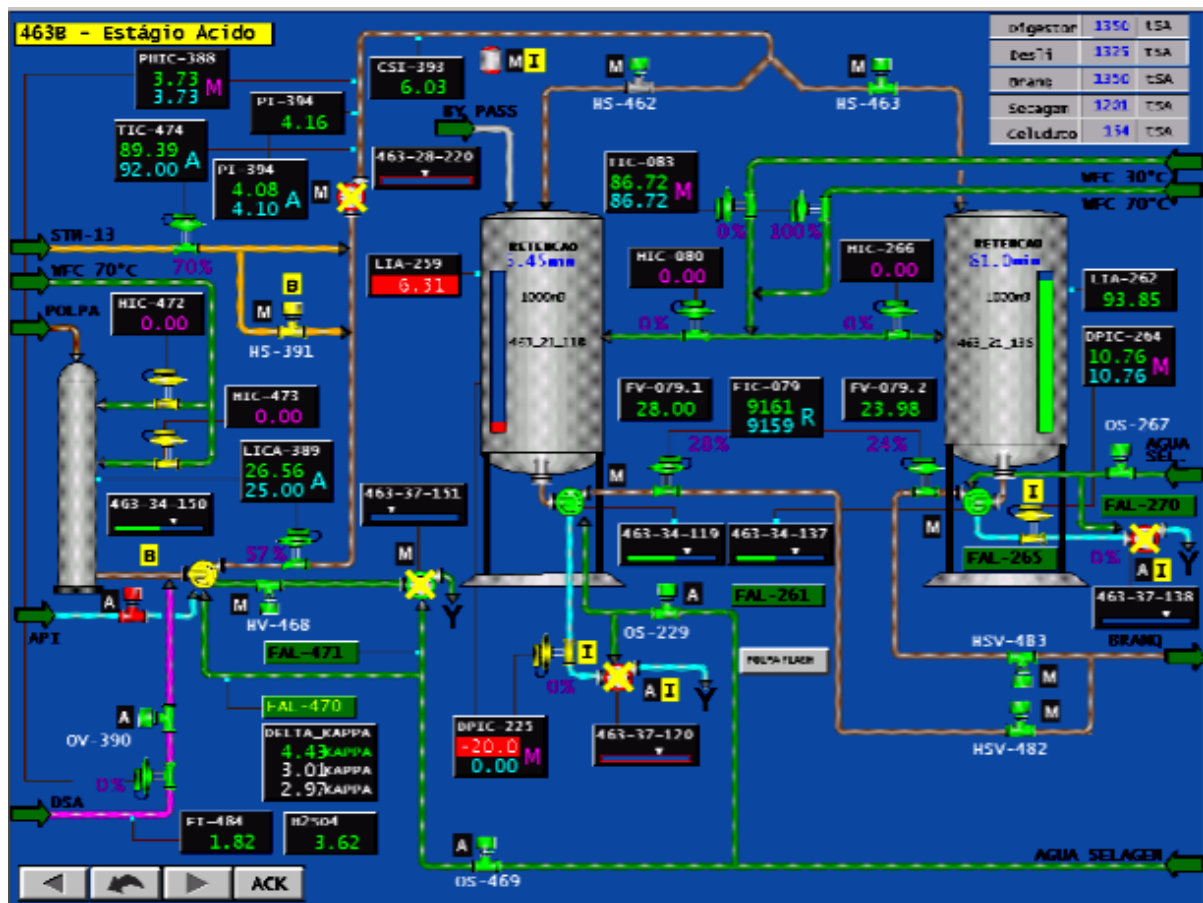 463B - Estágio Acido
Digestor 1350 tSA
Desli 1325 tSA
Branq 1350 tSA
Secagem 1201 tSA
tSA
PHIC-388
3.73
3.73 M
CSI-393
6.03
M I
M
HS-462
M
HS-463
PI-394
4.16
BY PASS
TIC-474
89.39
92.00 A
PI-394
4.08
4.10 A
M
463-28-220
TIC-083
86.72
86.72 M
WFC 30°C
WFC 70°C
0%
100%
STM-13
70%
WFC 70°C
LIA-259
6.31
RETENCAO
5.45min
1000m3
463_21_118
HIC-080
0.00
0%
HIC-266
0.00
0%
RETENCAO
61.0min
1000m3
463_21_136
LIA-262
93.85
HIC-472
0.00
B
M
HS-391
POLPA
DPIC-264
10.76
10.76 M
HIC-473
0.00
FV-079.1
28.00
FIC-079
9161
9159 R
FV-079.2
23.98
28%
24%
OS-267
AGUA
SEL.
LICA-389
26.56
25.00 A
463-34-150
463-37-151
M
M
I
FAL-270
57%
B
M
463-34-119
463-34-137
M
FAL-265
0%
A I
Y
A
API
M
HV-468
Y
A
OS-229
FAL-261
463-37-138
HSV-483
M
BRANQ
FAL-471
I
0%
A I
Y
M
HSV-482
FAL-470
A
OV-390
DELTA_KAPPA
4.43KAPPA
3.01KAPPA
2.97KAPPA
DPIC-225
-20.0
0.00 M
463-37-120
0%
DSA
FI-484
1.82
H2SO4
3.62
A
OS-469
AGUA SELAGEM
ACK